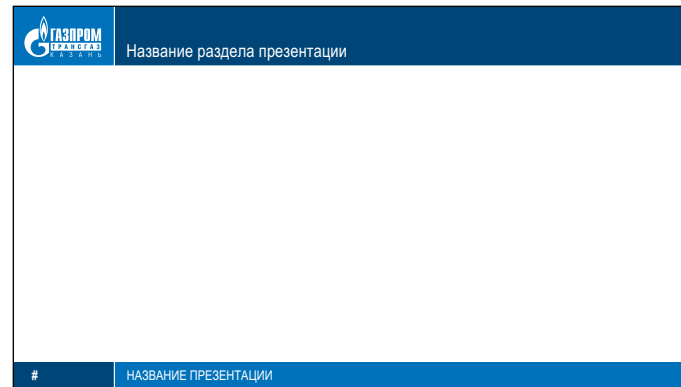 ГАЗПРОМ
ТРАНСГАЗ
КАЗАНЬ
Название раздела презентации
# НАЗВАНИЕ ПРЕЗЕНТАЦИИ